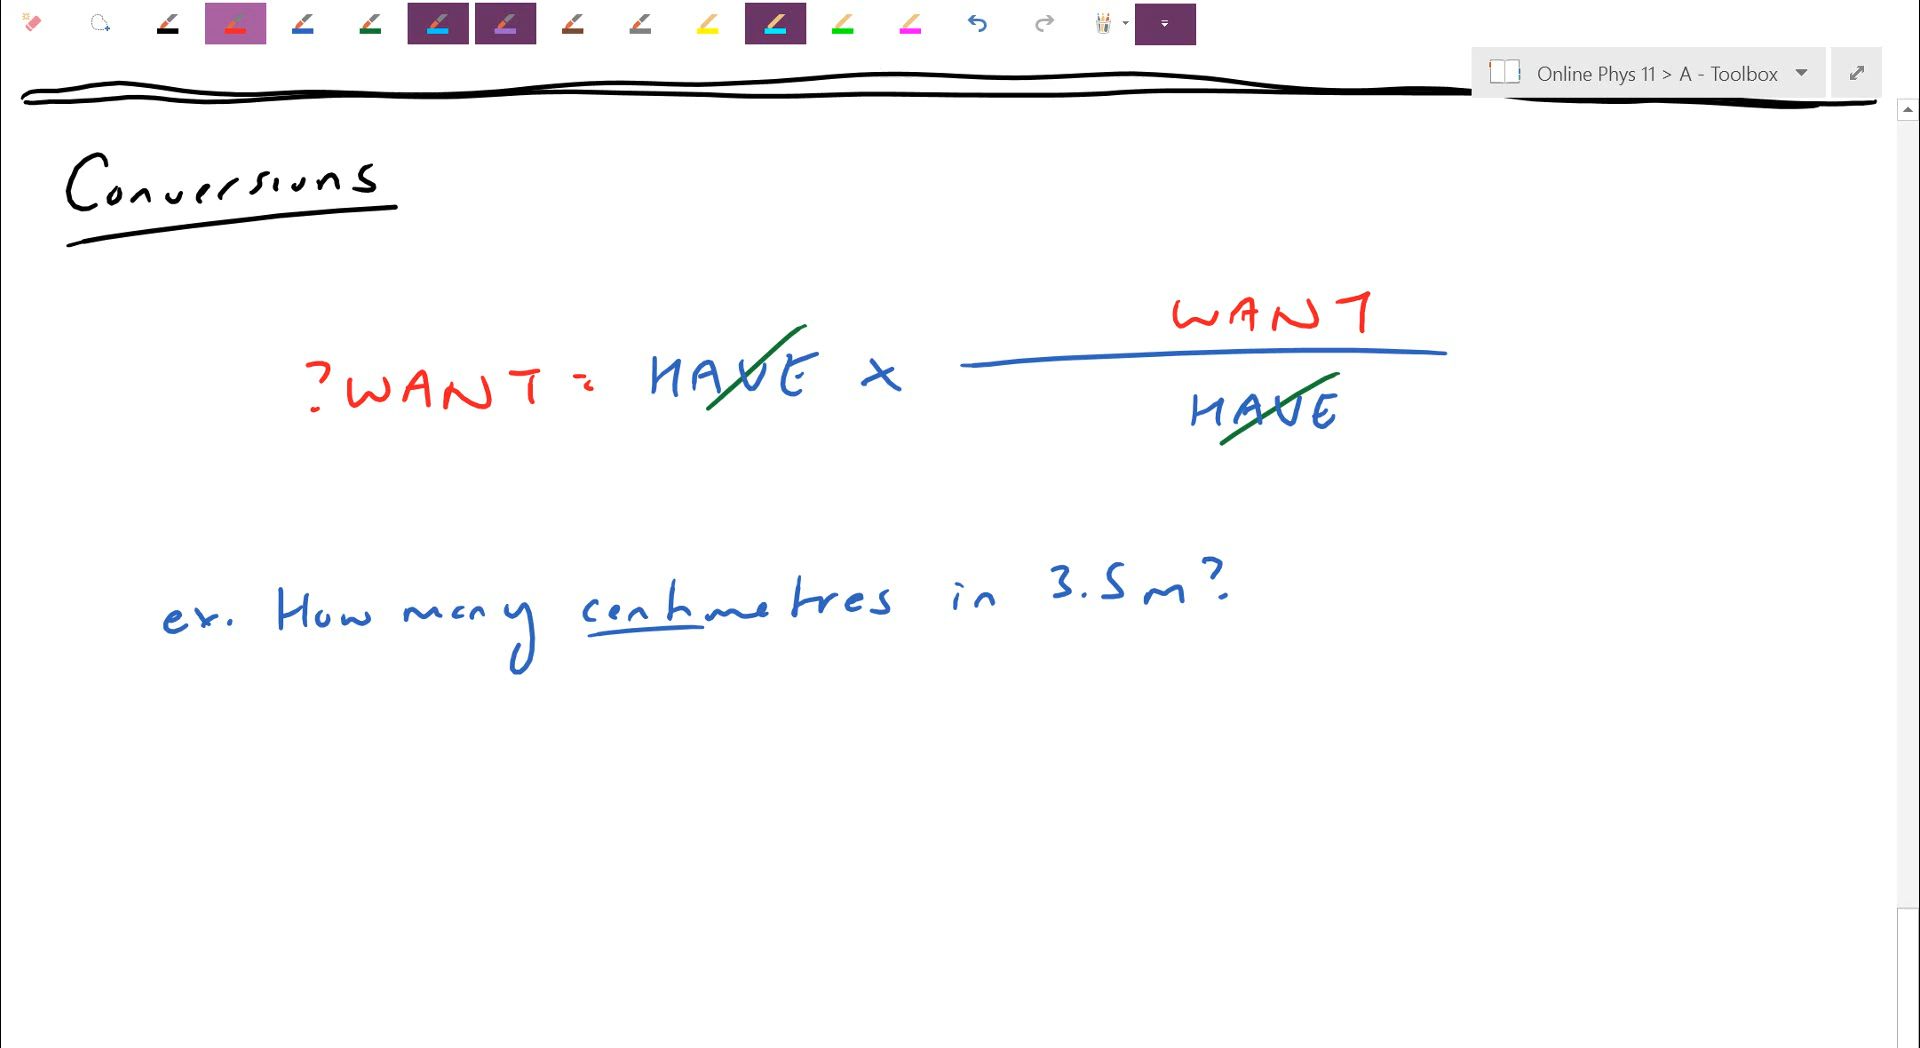 Online Phys 11 > A - Toolbox
Conversions
WANT
?WANT = HAVE x
HAVE
ex. How many centimetres in 3.5m?